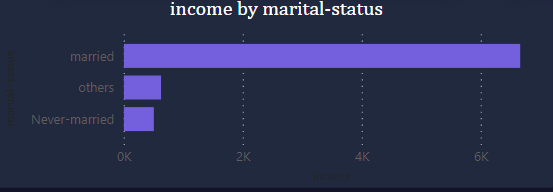 income by marital-status
married
others
Never-married
0K
2K
4K
6K